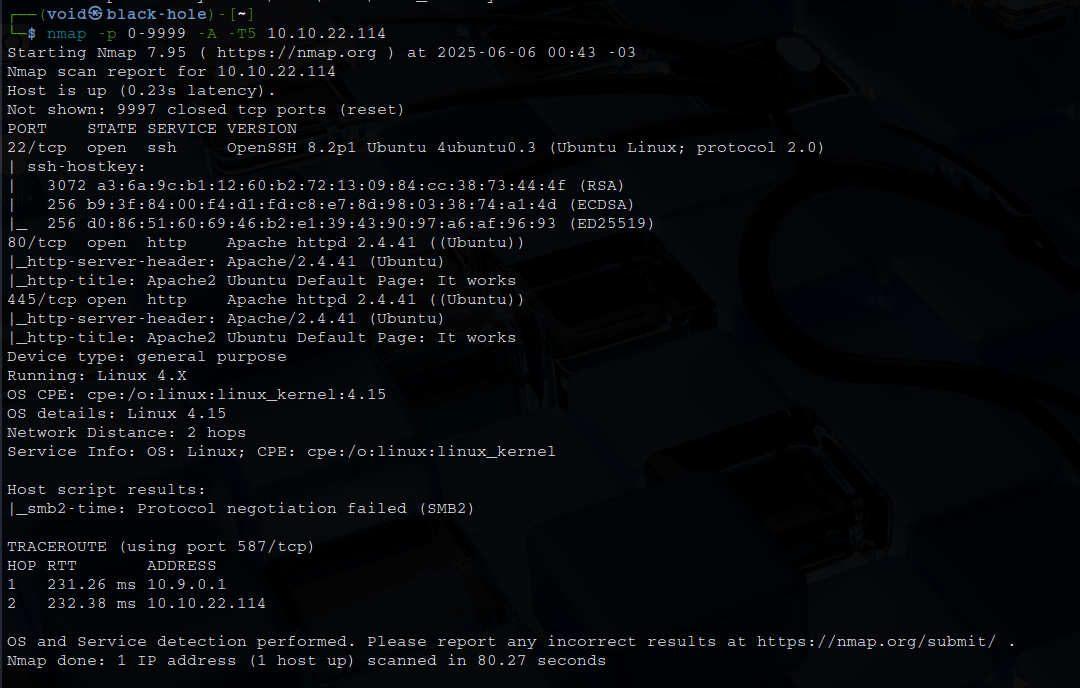 ┌──(void㉿black-hole)-[~]
└─$ nmap -p 0-9999 -A -T5 10.10.22.114
Starting Nmap 7.95 ( https://nmap.org ) at 2025-06-06 00:43 -03
Nmap scan report for 10.10.22.114
Host is up (0.23s latency).
Not shown: 9997 closed tcp ports (reset)
PORT    STATE SERVICE VERSION
22/tcp  open  ssh     OpenSSH 8.2p1 Ubuntu 4ubuntu0.3 (Ubuntu Linux; protocol 2.0)
| ssh-hostkey:
|   3072 a3:6a:9c:b1:12:60:b2:72:13:09:84:cc:38:73:44:4f (RSA)
|   256 b9:3f:84:00:f4:d1:fd:c8:e7:8d:98:03:38:74:a1:4d (ECDSA)
|_  256 d0:86:51:60:69:46:b2:e1:39:43:90:97:a6:af:96:93 (ED25519)
80/tcp  open  http    Apache httpd 2.4.41 ((Ubuntu))
|_http-server-header: Apache/2.4.41 (Ubuntu)
|_http-title: Apache2 Ubuntu Default Page: It works
445/tcp open  http    Apache httpd 2.4.41 ((Ubuntu))
|_http-server-header: Apache/2.4.41 (Ubuntu)
|_http-title: Apache2 Ubuntu Default Page: It works
Device type: general purpose
Running: Linux 4.X
OS CPE: cpe:/o:linux:linux_kernel:4.15
OS details: Linux 4.15
Network Distance: 2 hops
Service Info: OS: Linux; CPE: cpe:/o:linux:linux_kernel

Host script results:
|_smb2-time: Protocol negotiation failed (SMB2)

TRACEROUTE (using port 587/tcp)
HOP RTT       ADDRESS
1   231.26 ms 10.9.0.1
2   232.38 ms 10.10.22.114

OS and Service detection performed. Please report any incorrect results at https://nmap.org/submit/ .
Nmap done: 1 IP address (1 host up) scanned in 80.27 seconds